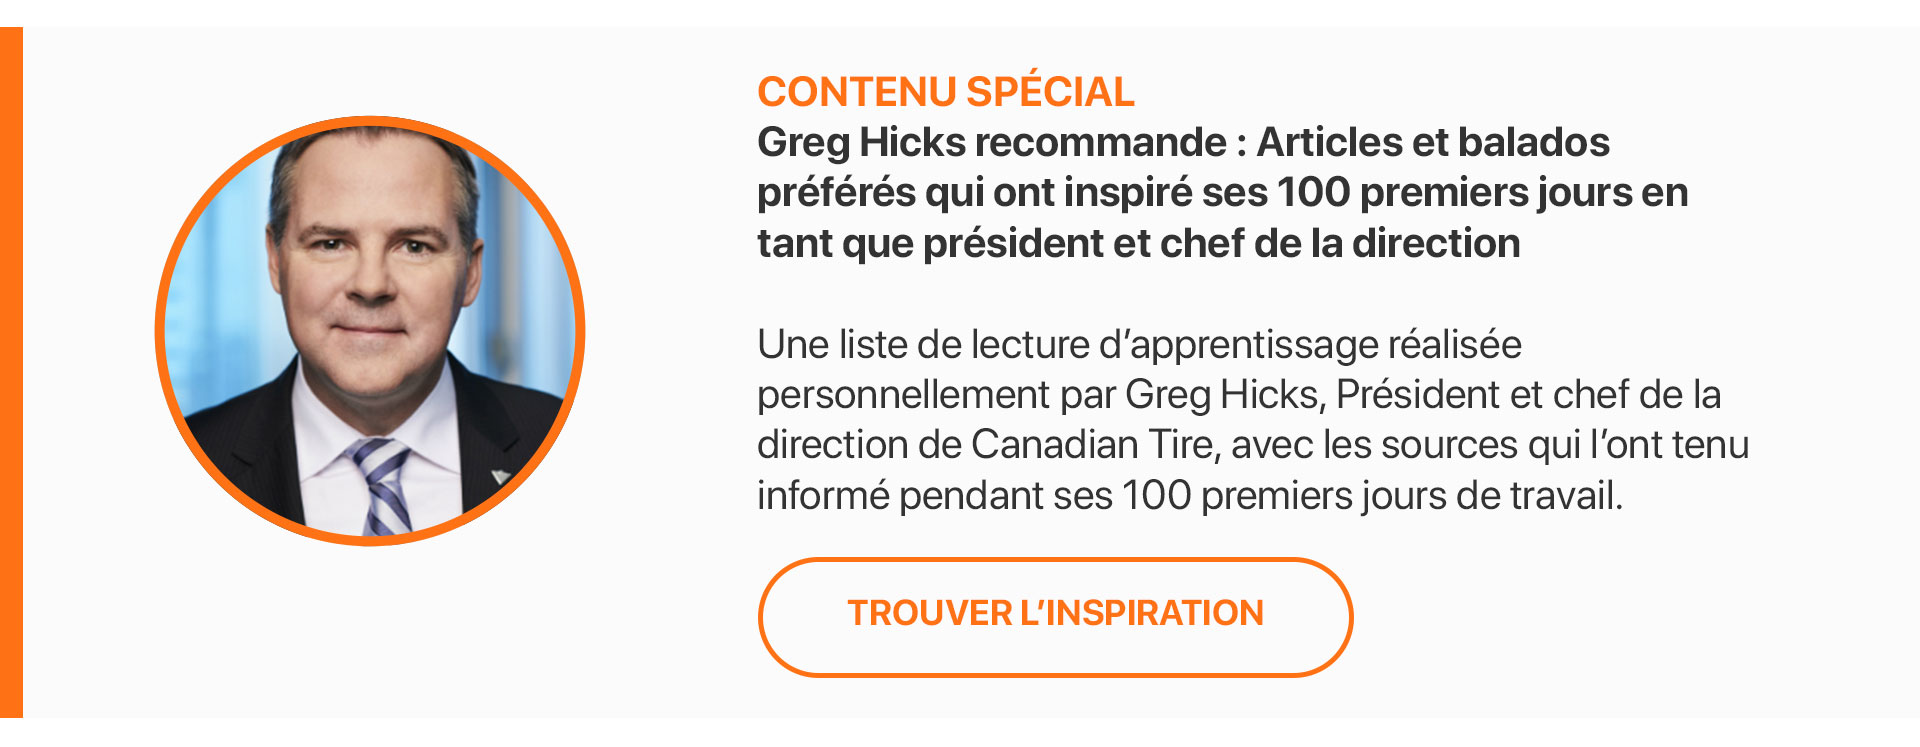 CONTENU SPÉCIAL
Greg Hicks recommande : Articles et balados
préférés qui ont inspiré ses 100 premiers jours en
tant que président et chef de la direction
Une liste de lecture d’apprentissage réalisée
personnellement par Greg Hicks, Président et chef de la
direction de Canadian Tire, avec les sources qui l’ont tenu
informé pendant ses 100 premiers jours de travail.
TROUVER L’INSPIRATION